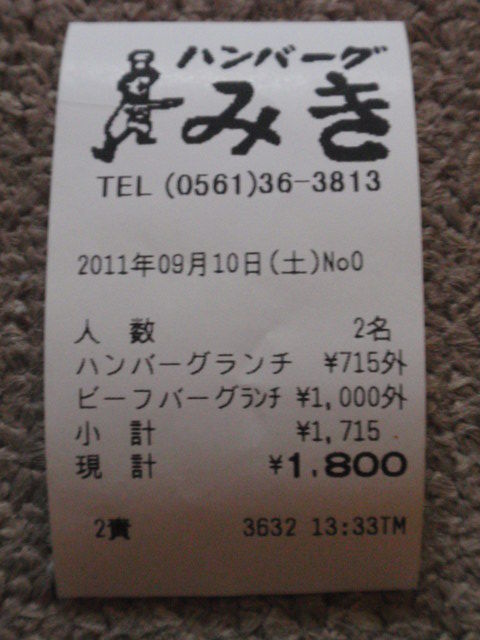 ハンバーグ
みき
TEL (0561)36-3813
2011年09月10日(土)No0
人 数 2名
ハンバーグランチ ¥715外
ビーフバーグランチ ¥1,000外
小 計 ¥1,715
現 計 ¥1,800
2責 3632 13:33TM